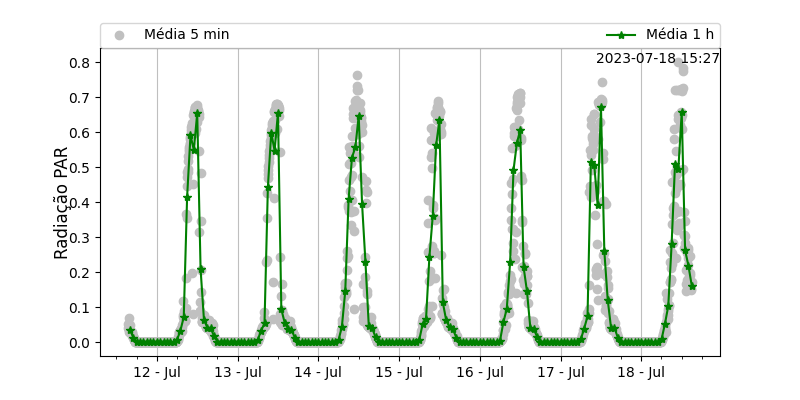 Média 5 min
Média 1 h
2023-07-18 15:27
Radiação PAR
0.8
0.7
0.6
0.5
0.4
0.3
0.2
0.1
0.0
12 - Jul
13 - Jul
14 - Jul
15 - Jul
16 - Jul
17 - Jul
18 - Jul